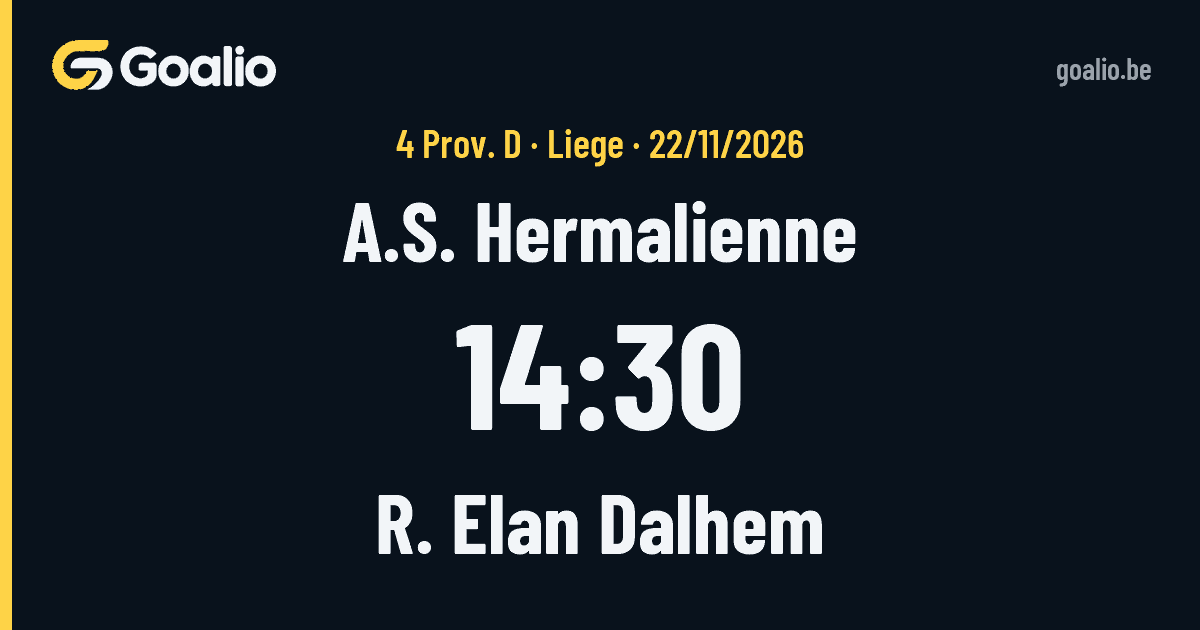 Goalio
goalio.be
4 Prov. D · Liege · 22/11/2026
A.S. Hermalienne
14:30
R. Elan Dalhem